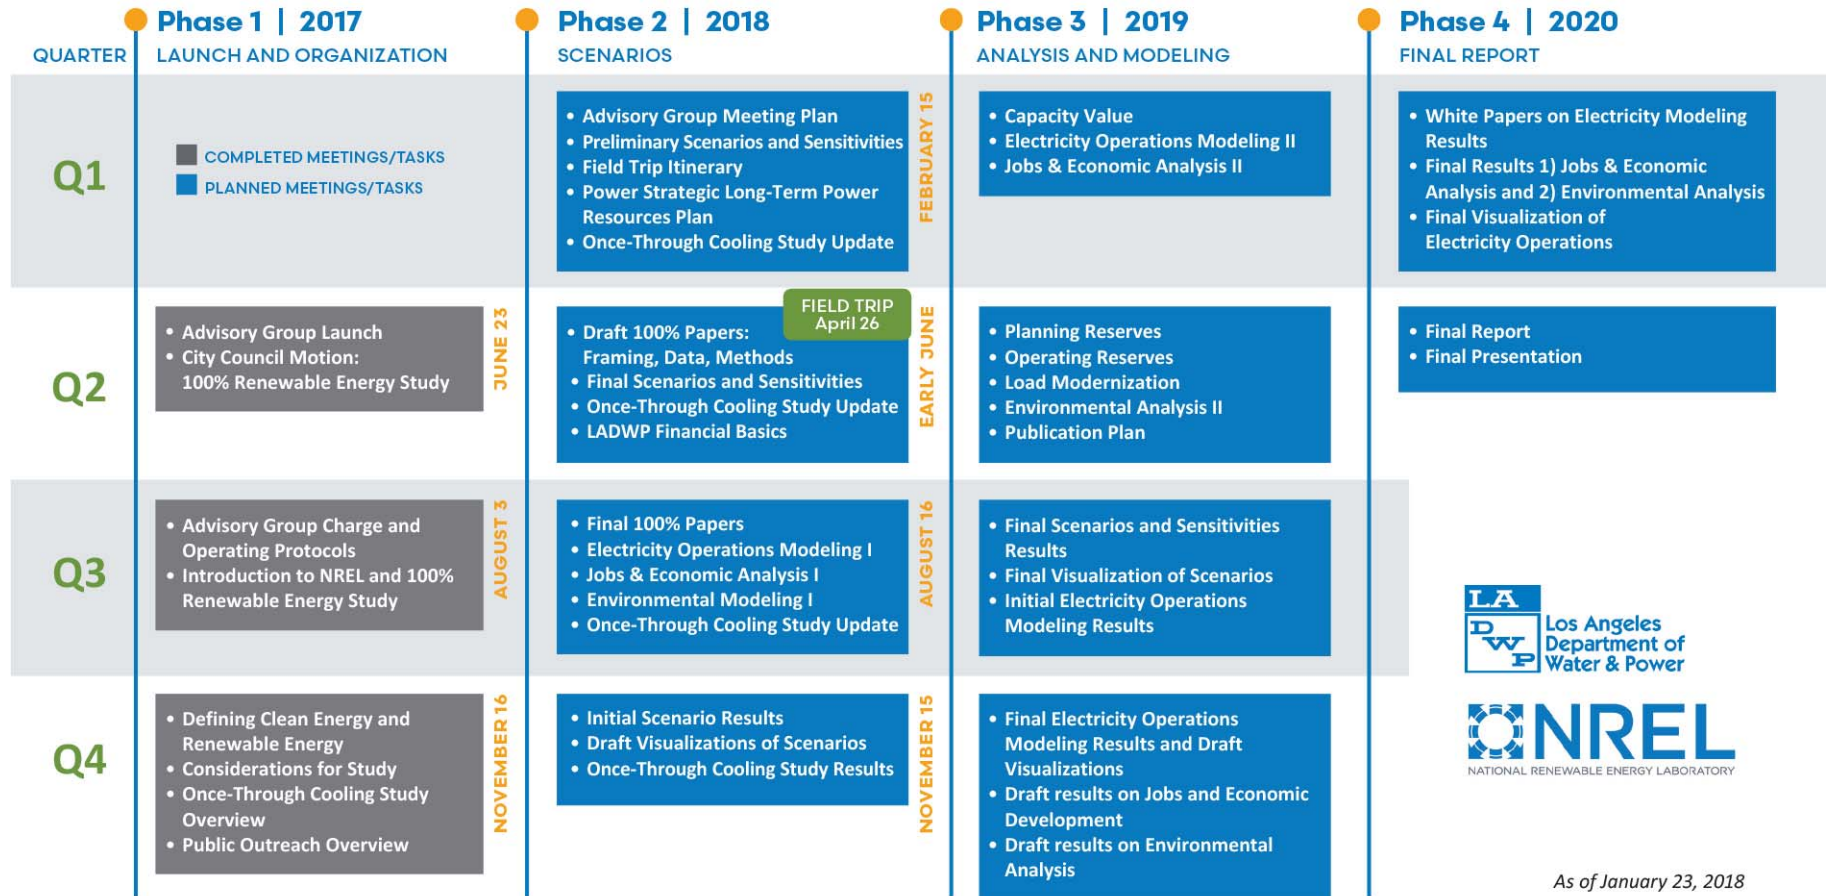 Phase 1 | 2017
Phase 2 | 2018
Phase 3 | 2019
Phase 4 | 2020
QUARTER
LAUNCH AND ORGANIZATION
SCENARIOS
ANALYSIS AND MODELING
FINAL REPORT
Q1
COMPLETED MEETINGS/TASKS
PLANNED MEETINGS/TASKS
• Advisory Group Meeting Plan
• Preliminary Scenarios and Sensitivities
• Field Trip Itinerary
• Power Strategic Long-Term Power
Resources Plan
• Once-Through Cooling Study Update
FEBRUARY 15
• Capacity Value
• Electricity Operations Modeling II
• Jobs & Economic Analysis II
• White Papers on Electricity Modeling
Results
• Final Results 1) Jobs & Economic
Analysis and 2) Environmental Analysis
• Final Visualization of
Electricity Operations
Q2
• Advisory Group Launch
• City Council Motion:
100% Renewable Energy Study
JUNE 23
FIELD TRIP
April 26
• Draft 100% Papers:
Framing, Data, Methods
• Final Scenarios and Sensitivities
• Once-Through Cooling Study Update
• LADWP Financial Basics
EARLY JUNE
• Planning Reserves
• Operating Reserves
• Load Modernization
• Environmental Analysis II
• Publication Plan
• Final Report
• Final Presentation
Q3
• Advisory Group Charge and
Operating Protocols
• Introduction to NREL and 100%
Renewable Energy Study
AUGUST 3
• Final 100% Papers
• Electricity Operations Modeling I
• Jobs & Economic Analysis I
• Environmental Modeling I
• Once-Through Cooling Study Update
AUGUST 16
• Final Scenarios and Sensitivities
Results
• Final Visualization of Scenarios
• Initial Electricity Operations
Modeling Results
Q4
• Defining Clean Energy and
Renewable Energy
• Considerations for Study
• Once-Through Cooling Study
Overview
• Public Outreach Overview
NOVEMBER 16
• Initial Scenario Results
• Draft Visualizations of Scenarios
• Once-Through Cooling Study Results
NOVEMBER 15
• Final Electricity Operations
Modeling Results and Draft
Visualizations
• Draft results on Jobs and Economic
Development
• Draft results on Environmental
Analysis
LA
DWP
Los Angeles
Department of
Water & Power
NREL
NATIONAL RENEWABLE ENERGY LABORATORY
As of January 23, 2018